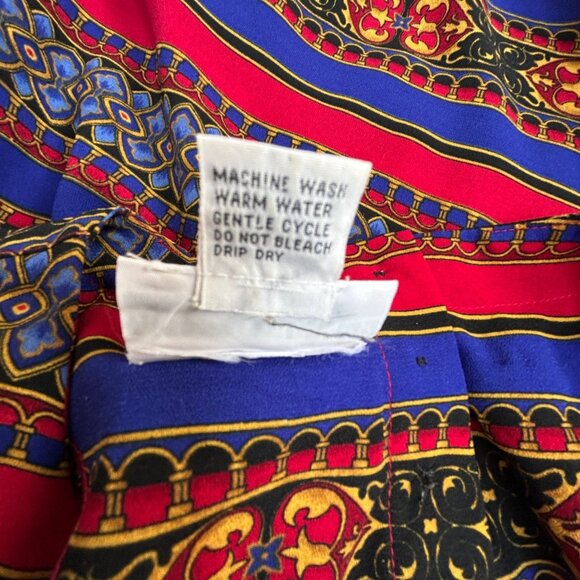 MACHINE WASH
WARM WATER
GENTLE CYCLE
DO NOT BLEACH
DRIP DRY